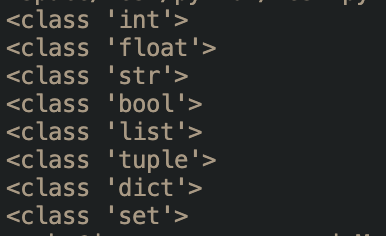 <class 'int'>
<class 'float'>
<class 'str'>
<class 'bool'>
<class 'list'>
<class 'tuple'>
<class 'dict'>
<class 'set'>